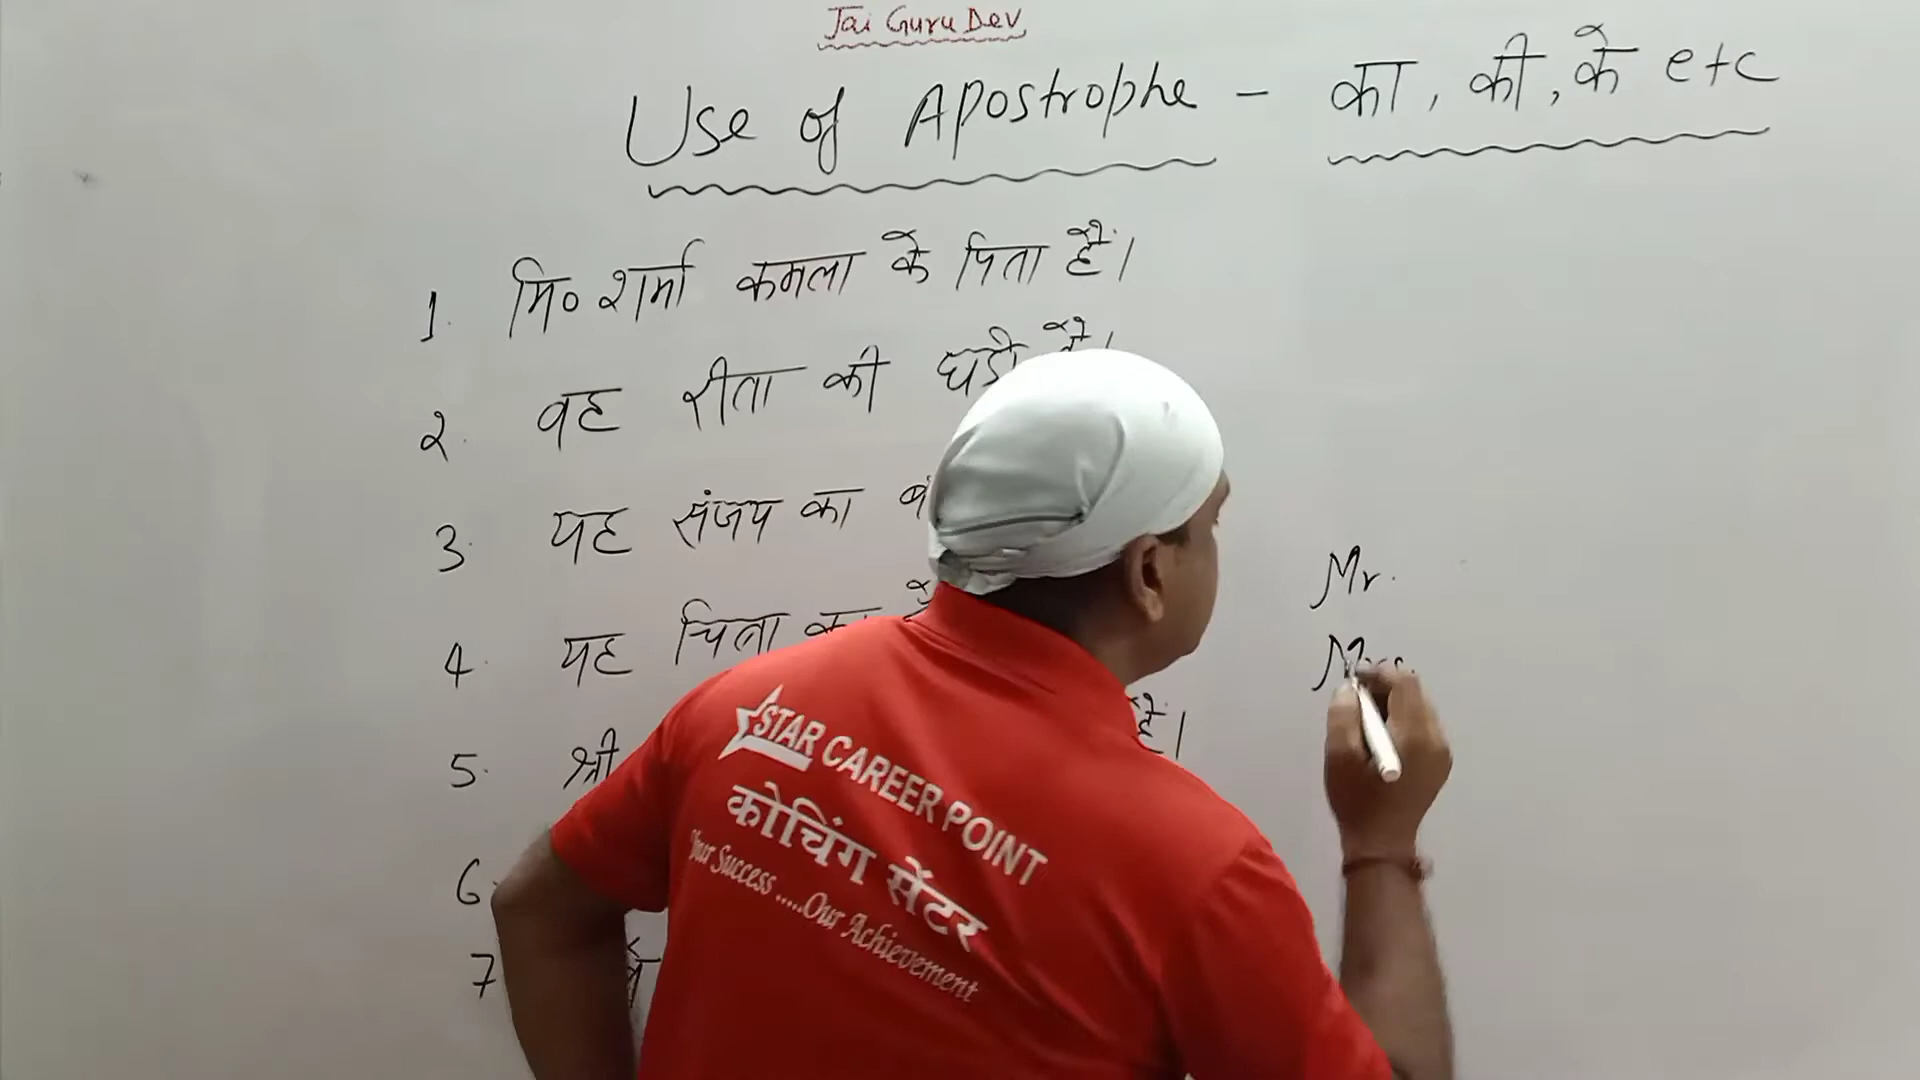 Jai Guru Dev
Use of Apostrophe - का, की, के etc
1. मि० शर्मा कमला के पिता हैं।
2. वह रीता की घड़ी है।
3. यह संजय का
4. यह का
5. श्री हैं।
6.
7
Mr.
Mrs.
STAR CAREER POINT
कोचिंग सेंटर
Your Success .....Our Achievement